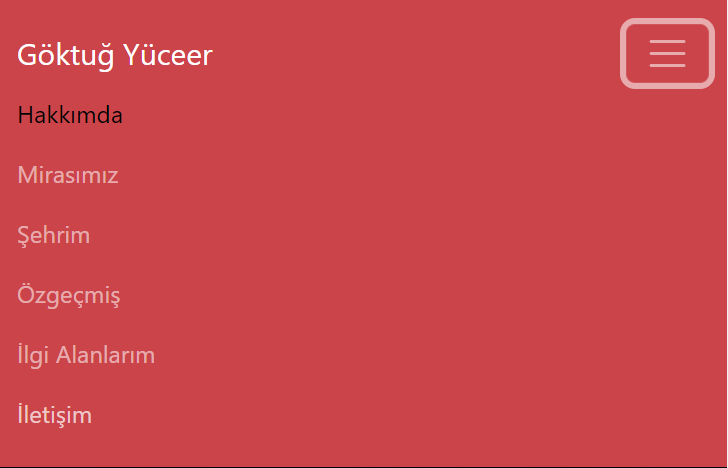 Göktuğ Yüceer
Hakkımda
Mirasımız
Şehrim
Özgeçmiş
İlgi Alanlarım
İletişim